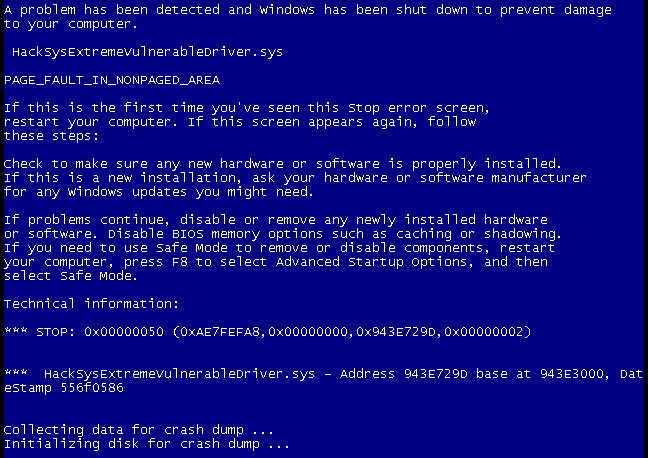 A problem has been detected and Windows has been shut down to prevent damage
to your computer.
HackSysExtremeVulnerableDriver.sys
PAGE_FAULT_IN_NONPAGED_AREA
If this is the first time you've seen this Stop error screen,
restart your computer. If this screen appears again, follow
these steps:
Check to make sure any new hardware or software is properly installed.
If this is a new installation, ask your hardware or software manufacturer
for any Windows updates you might need.
If problems continue, disable or remove any newly installed hardware
or software. Disable BIOS memory options such as caching or shadowing.
If you need to use Safe Mode to remove or disable components, restart
your computer, press F8 to select Advanced Startup Options, and then
select Safe Mode.
Technical information:
*** STOP: 0x00000050 (0xAE7FEFA8,0x00000000,0x943E729D,0x00000002)
***  HackSysExtremeVulnerableDriver.sys - Address 943E729D base at 943E3000, Dat
eStamp 556f0586
Collecting data for crash dump ...
Initializing disk for crash dump ...